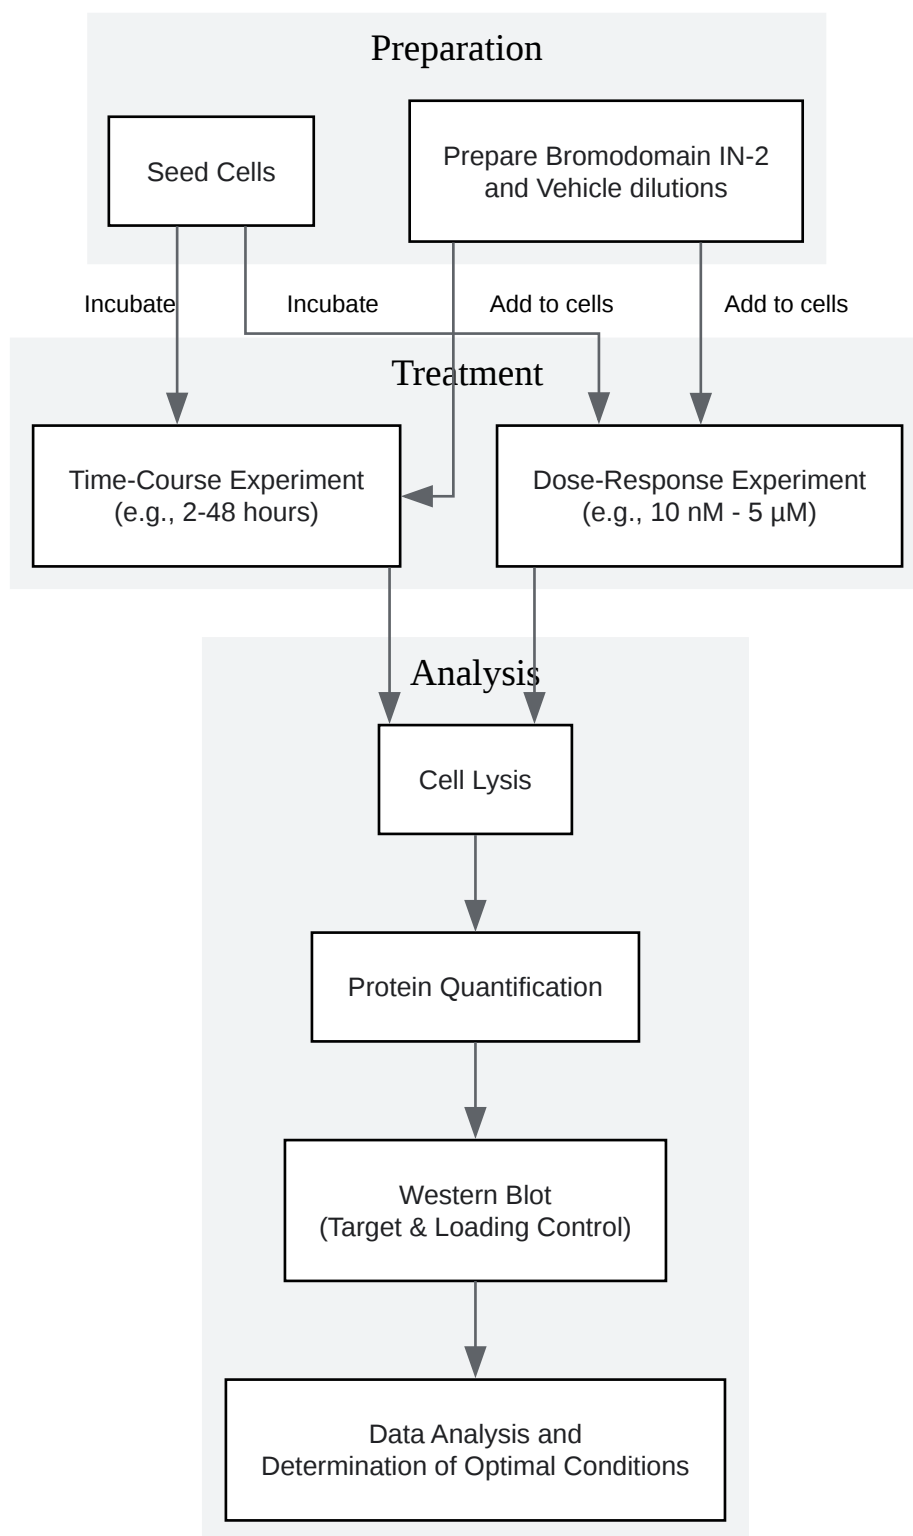 Preparation
Seed Cells
Prepare Bromodomain IN-2
and Vehicle dilutions
Incubate
Incubate
Add to cells
Add to cells
Treatment
Time-Course Experiment
(e.g., 2-48 hours)
Dose-Response Experiment
(e.g., 10 nM - 5 µM)
Analysis
Cell Lysis
Protein Quantification
Western Blot
(Target & Loading Control)
Data Analysis and
Determination of Optimal Conditions